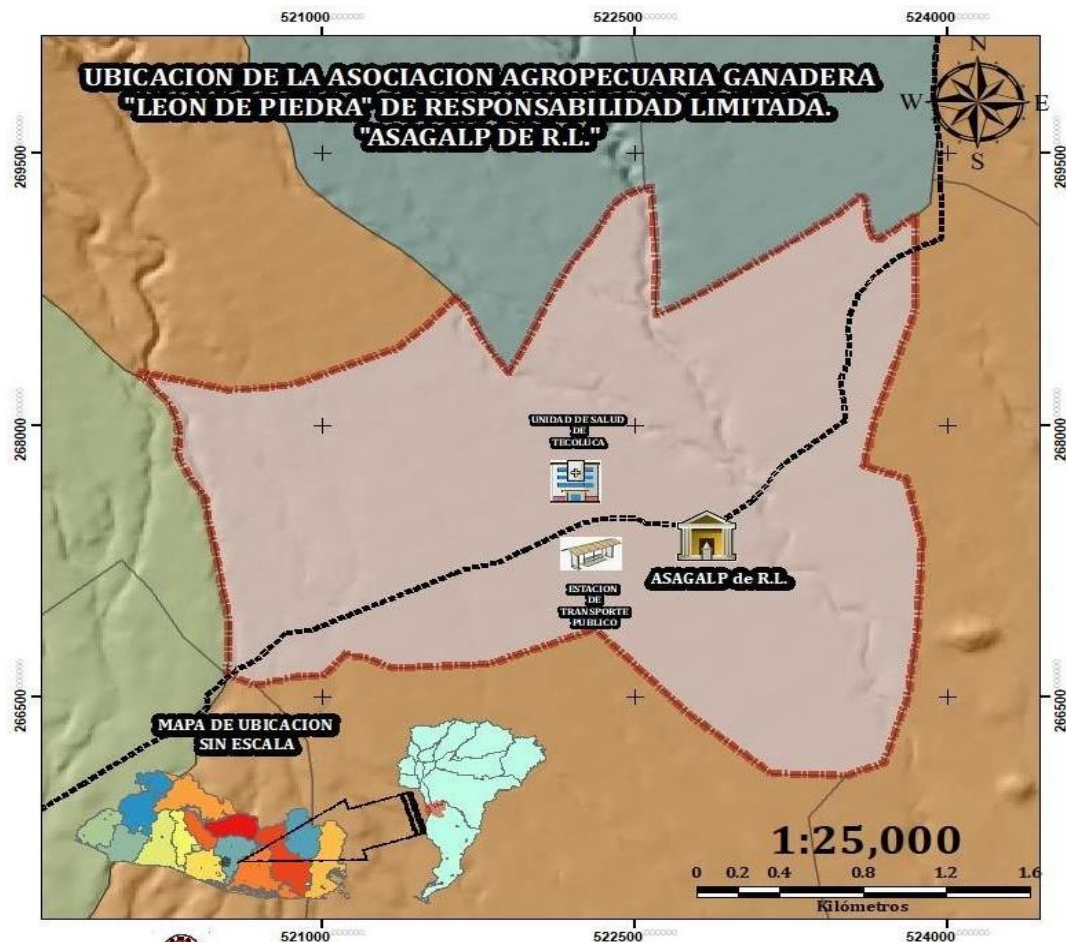 521000 522500 524000
UBICACION DE LA ASOCIACION AGROPECUARIA GANADERA
"LEON DE PIEDRA" DE RESPONSABILIDAD LIMITADA.
"ASAGALP DE R.L."
N
W E
S
269500 269500
268000 268000
UNIDAD DE SALUD
DE
TECOLUCA
ASAGALP de R.L.
ESTACION
DE
TRANSPORTE
PUBLICO
266500 266500
MAPA DE UBICACION
SIN ESCALA
1:25,000
0 0.2 0.4 0.8 1.2 1.6
Kilómetros
521000 522500 524000